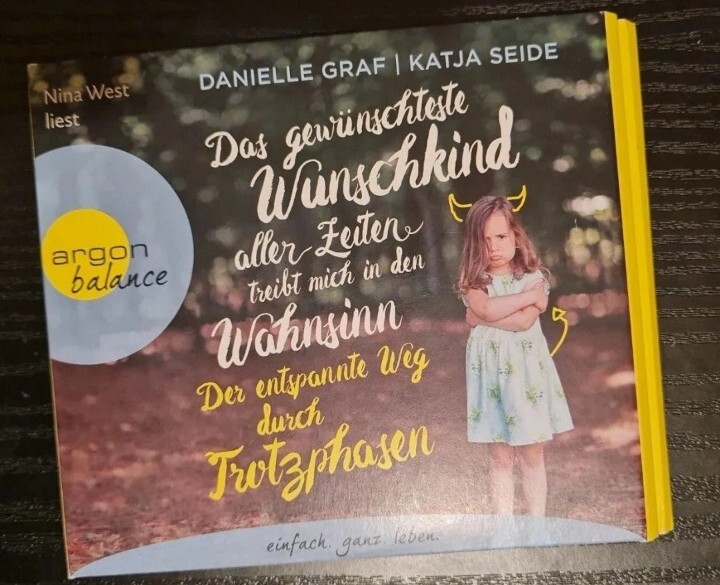 DANIELLE GRAF | KATJA SEIDE
Nina West
liest
Das gewünschteste
Wunschkind
aller Zeiten
treibt mich in den
Wahnsinn
Der entspannte Weg
durch
Trotzphasen
argon
balance
einfach. ganz. leben.